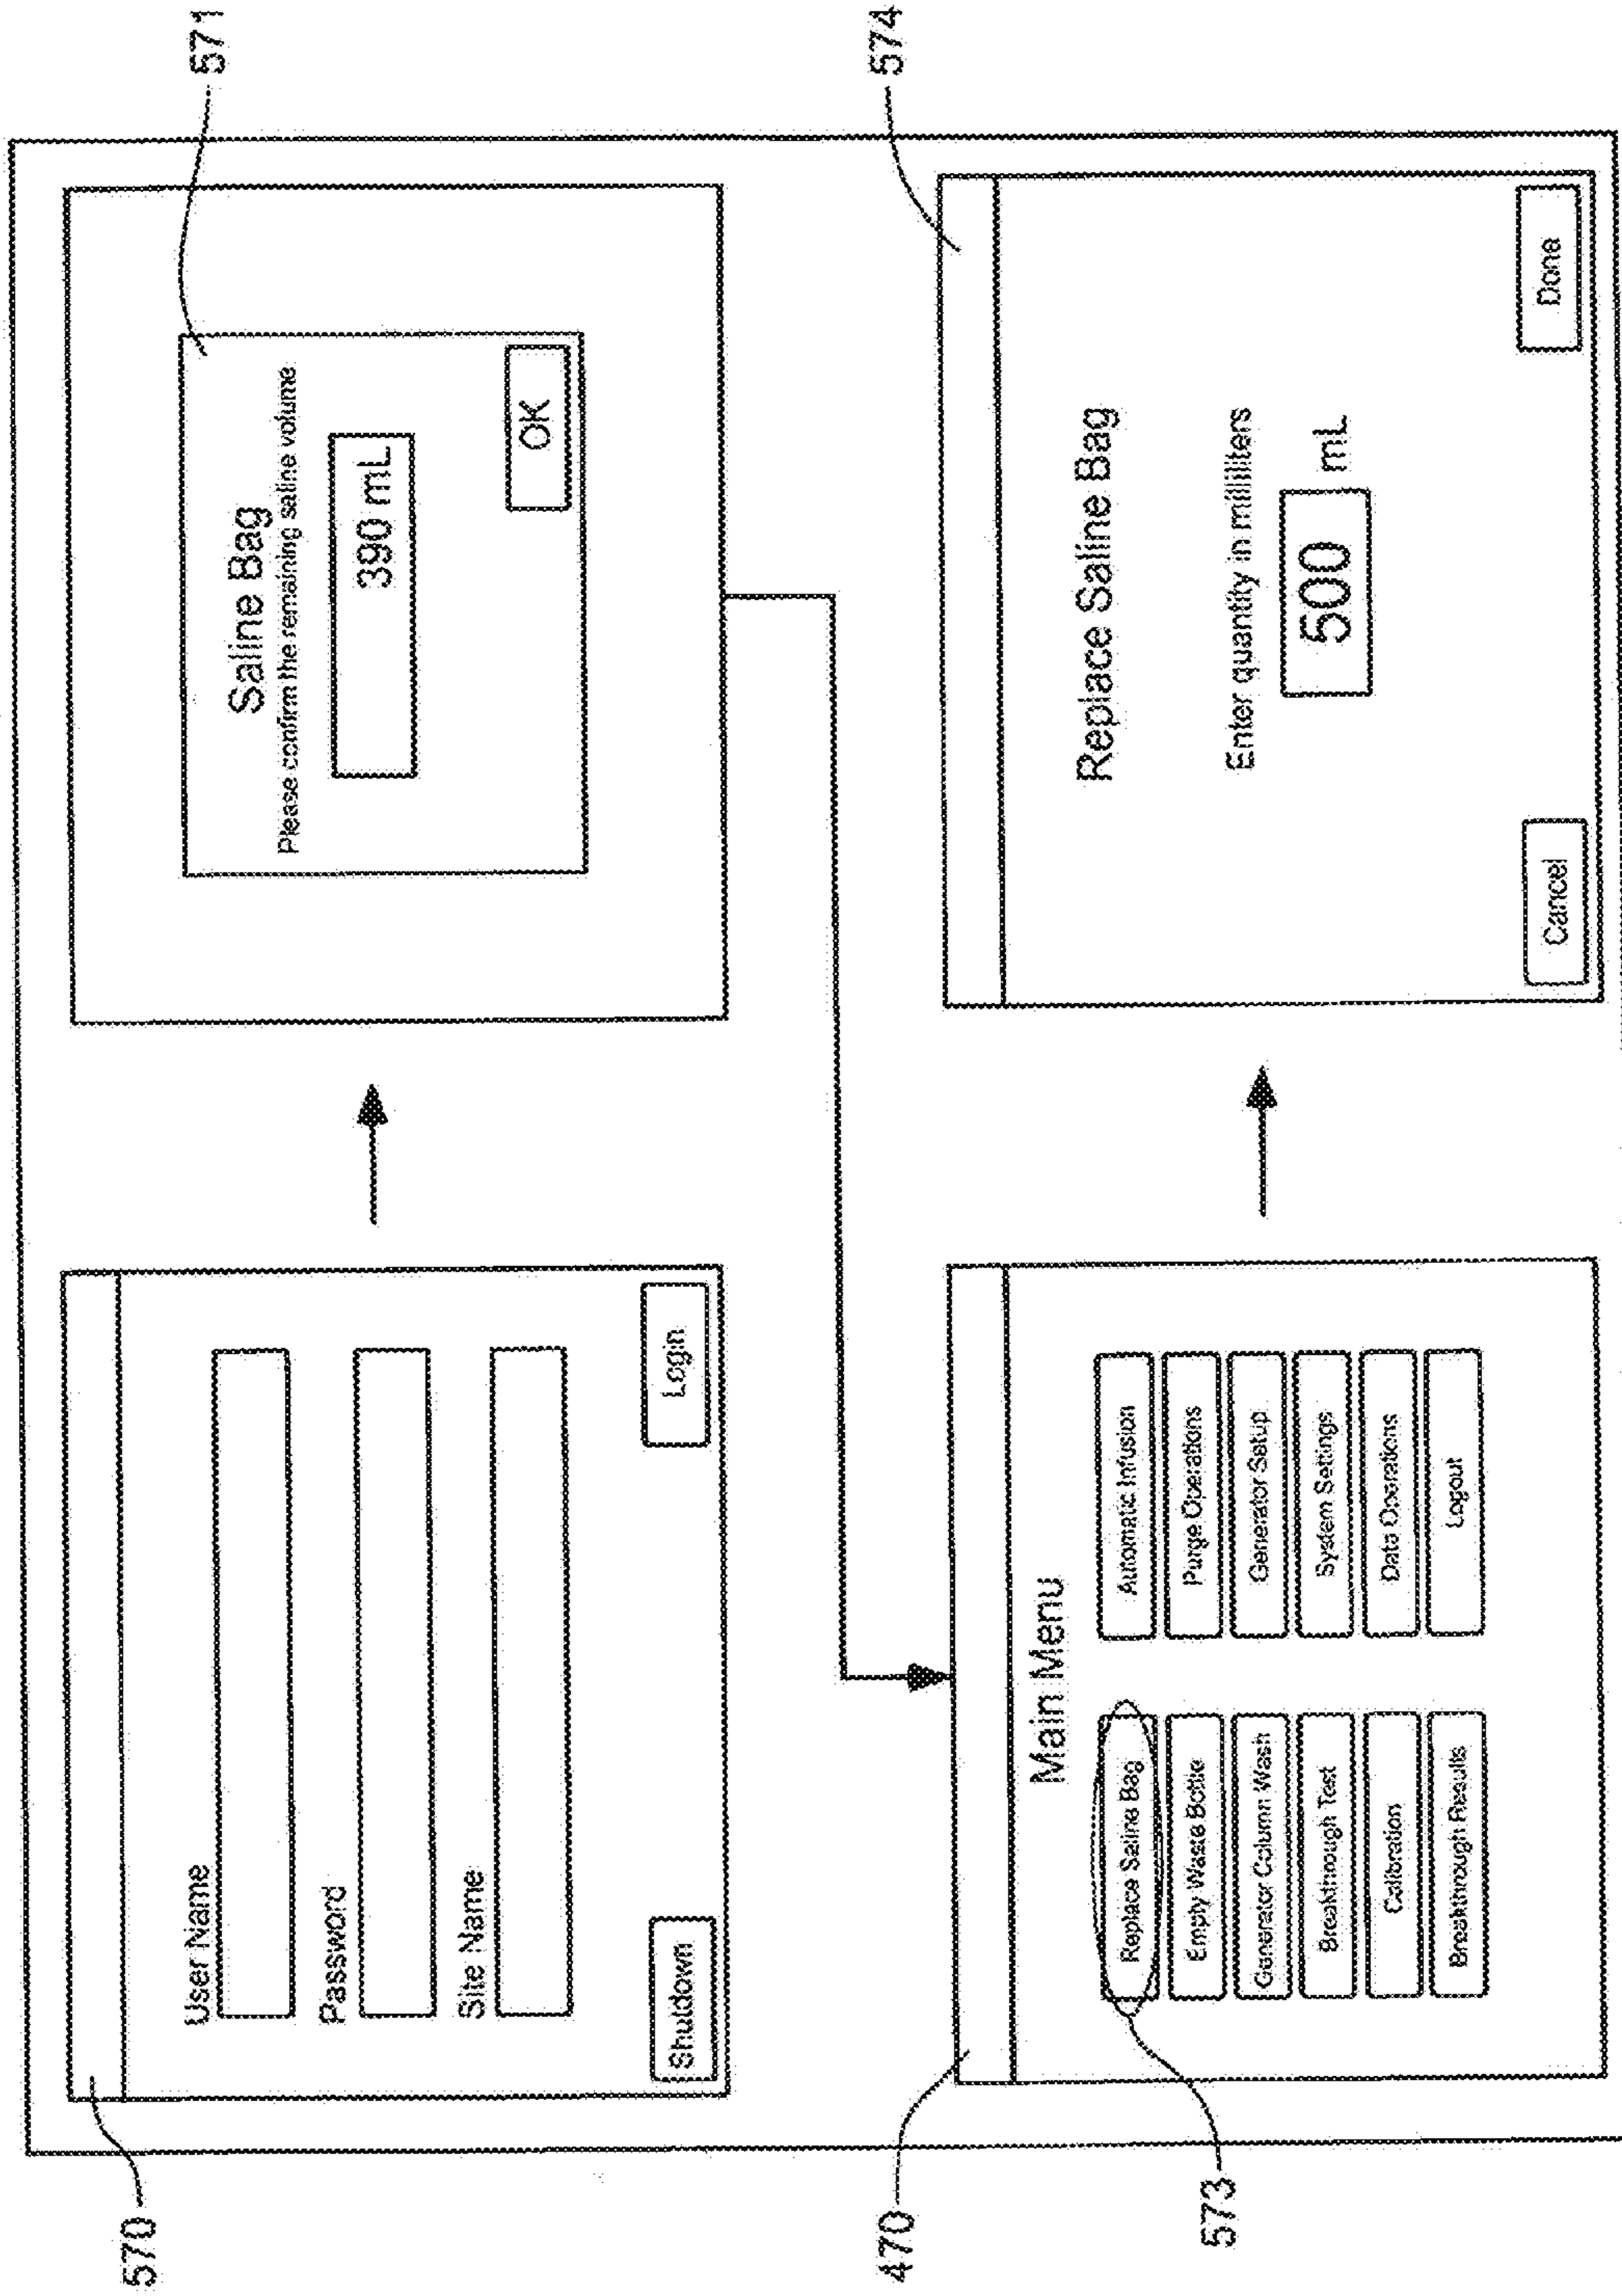 570
User Name
Password
Site Name
Shutdown
Login
571
Saline Bag
Please confirm the remaining saline volume
390 mL
OK
470
Main Menu
Replace Saline Bag
Empty Waste Bottle
Generator Column Wash
Breakthrough Test
Calibration
Breakthrough Results
Automatic Infusion
Purge Operations
Generator Setup
System Settings
Data Operations
Logout
573
574
Replace Saline Bag
Enter quantity in milliliters
500 mL
Cancel
Done